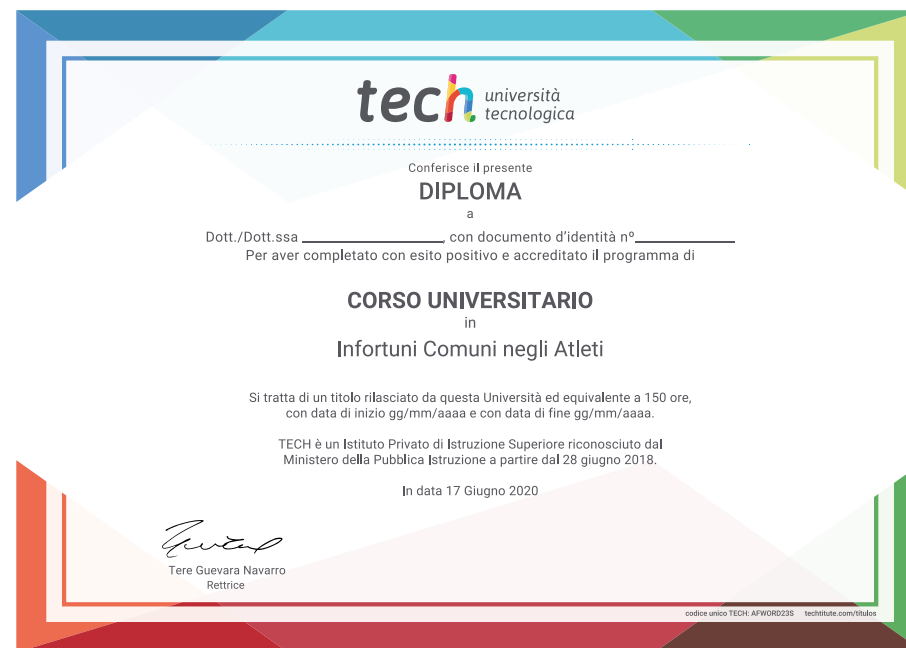 tech università
tecnologica
Conferisce il presente
DIPLOMA
a
Dott./Dott.ssa ____________________, con documento d'identità nº______________
Per aver completato con esito positivo e accreditato il programma di
CORSO UNIVERSITARIO
in
Infortuni Comuni negli Atleti
Si tratta di un titolo rilasciato da questa Università ed equivalente a 150 ore,
con data di inizio gg/mm/aaaa e con data di fine gg/mm/aaaa.
TECH è un Istituto Privato di Istruzione Superiore riconosciuto dal
Ministero della Pubblica Istruzione a partire dal 28 giugno 2018.
In data 17 Giugno 2020
Tere Guevara Navarro
Rettrice
codice unico TECH: AFWORD23S techtitute.com/titulos